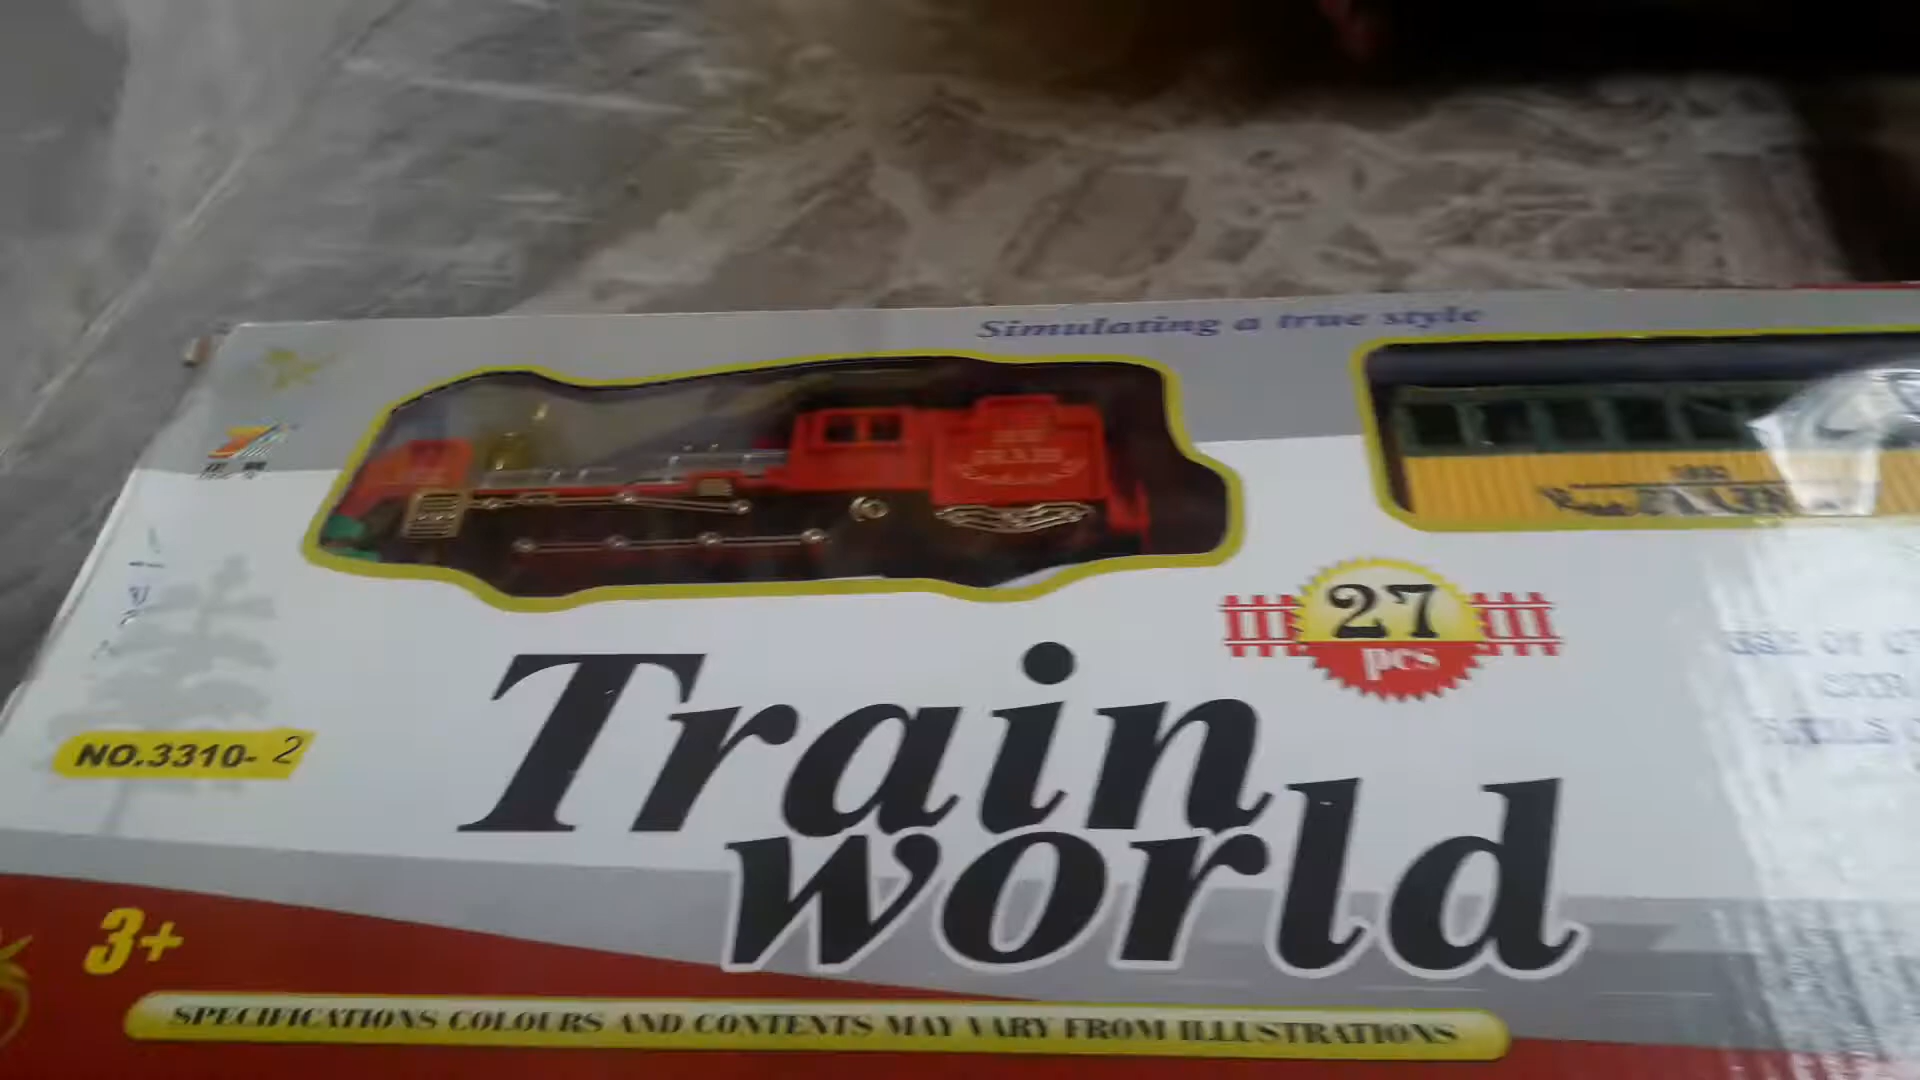 Simulating a true style
27
pcs
Train
world
NO.3310-2
3+
SPECIFICATIONS COLOURS AND CONTENTS MAY VARY FROM ILLUSTRATIONS